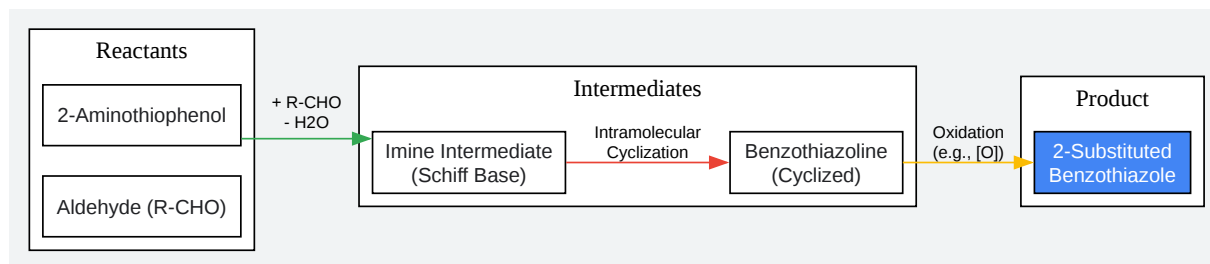 Reactants
2-Aminothiophenol
Aldehyde (R-CHO)
+ R-CHO
- H2O
Intermediates
Imine Intermediate
(Schiff Base)
Intramolecular
Cyclization
Benzothiazoline
(Cyclized)
Oxidation
(e.g., [O])
Product
2-Substituted
Benzothiazole